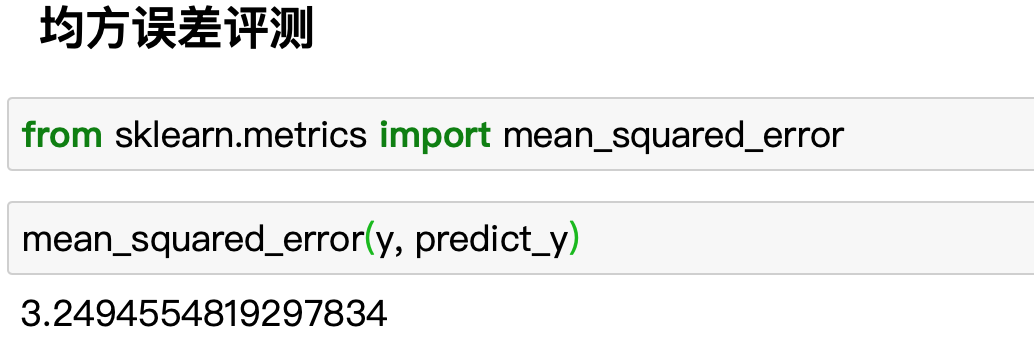 均方误差评测
from sklearn.metrics import mean_squared_error
mean_squared_error(y, predict_y)
3.2494554819297834